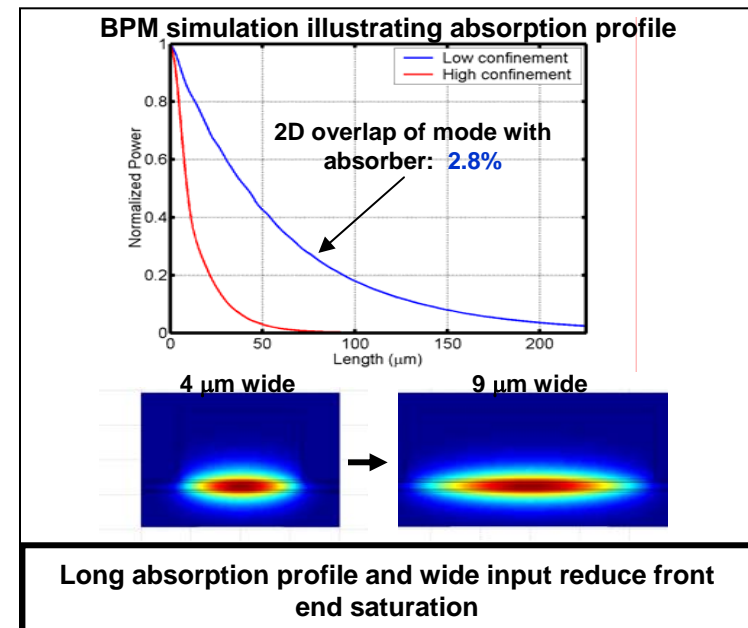 BPM simulation illustrating absorption profile
Low confinement
High confinement
2D overlap of mode with
absorber: 2.8%
Normalized Power
1
0.8
0.6
0.4
0.2
0
0 50 100 150 200
Length (μm)
4 μm wide 9 μm wide
Long absorption profile and wide input reduce front
end saturation